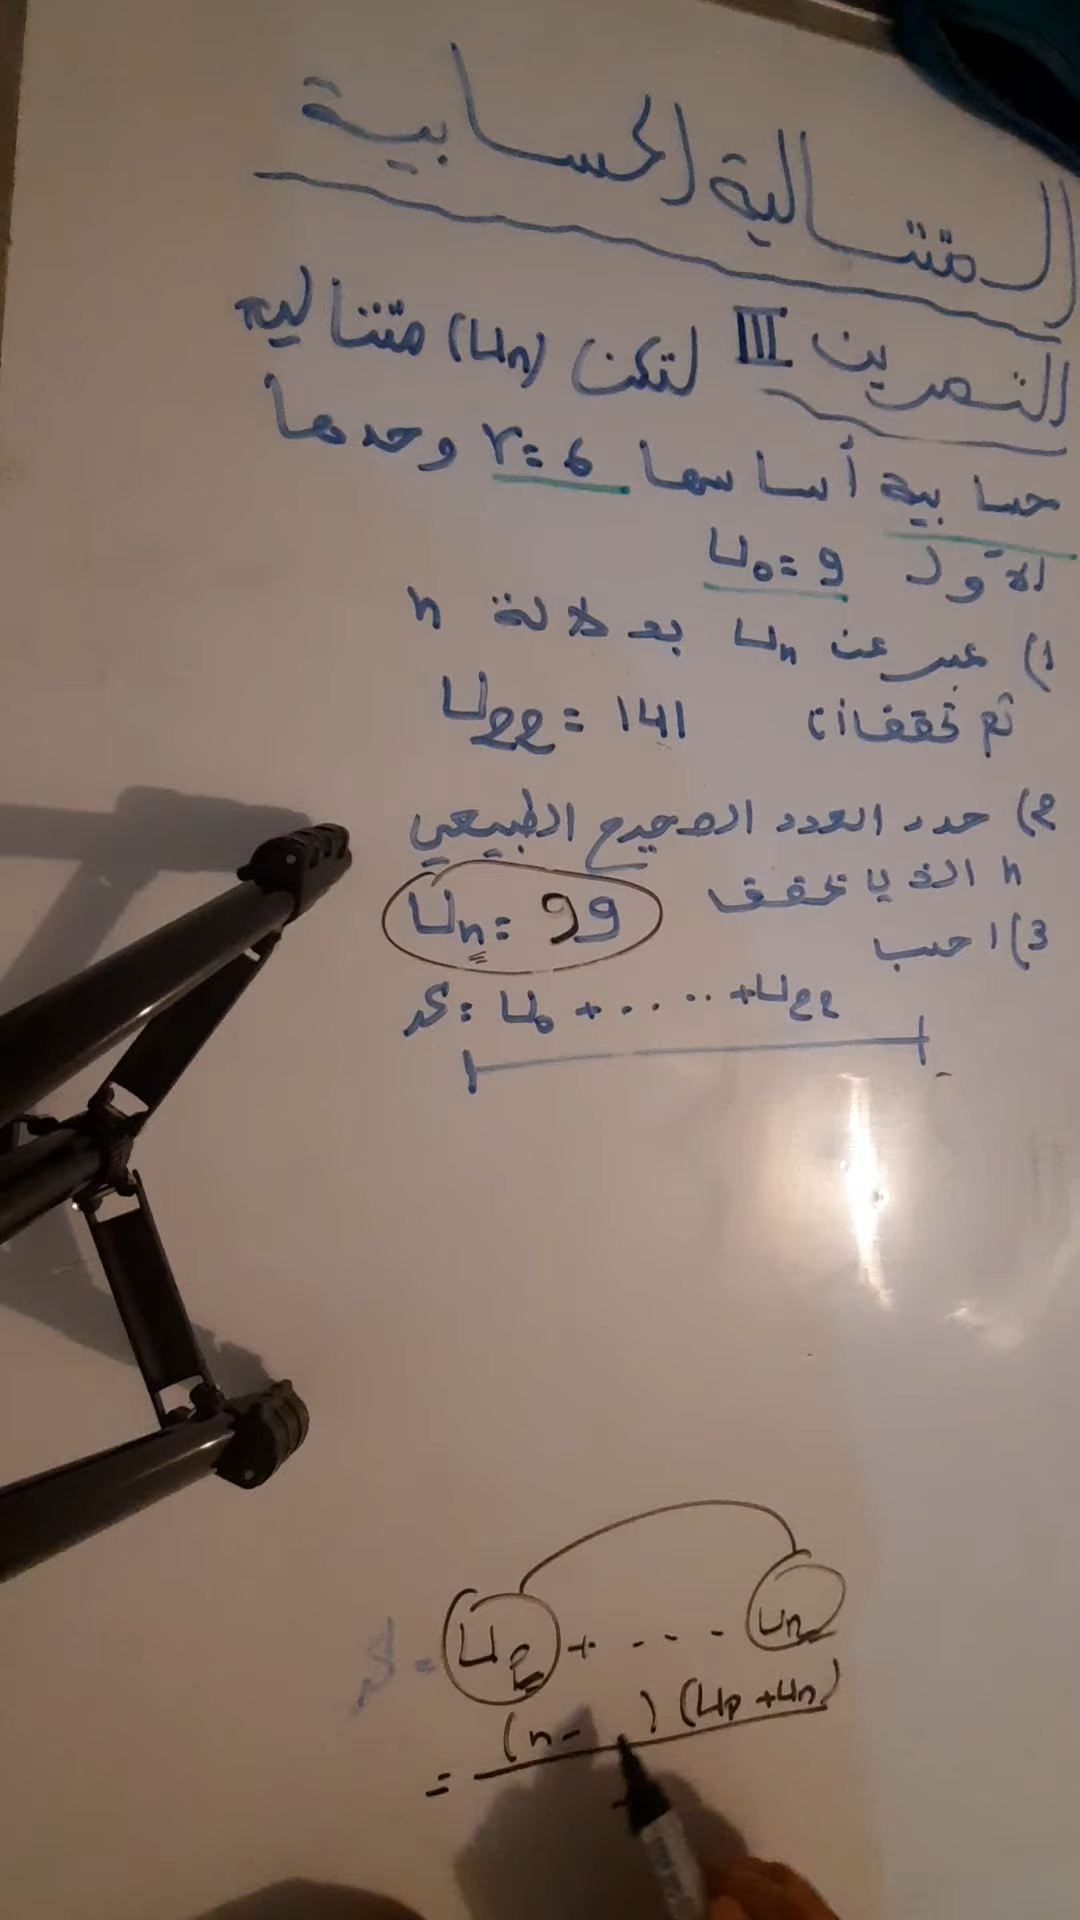 المتتالية الحسابية
التمرين III لتكن (Un) متتالية
حسابية أساسها r=6 وحدها
الأول U0=9
1) عبر عن Un بدلالة n
ثم تحقق أن U22=141
2) حدد العدد الصحيح الطبيعي
n الذي يحقق Un=99
3) احسب
S=U0+.....+U22
S=Up+...Un
=(n- )(Up+Un)